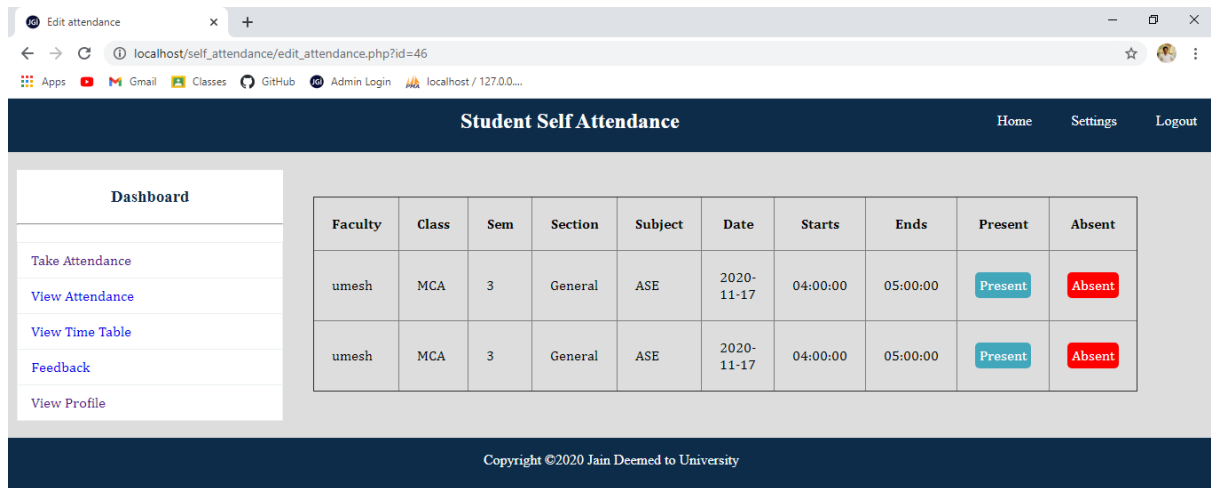 JGI Edit attendance
localhost/self_attendance/edit_attendance.php?id=46
Apps M Gmail Classes GitHub JGI Admin Login localhost / 127.0.0....
Student Self Attendance Home Settings Logout
Dashboard
Take Attendance
View Attendance
View Time Table
Feedback
View Profile
Faculty Class Sem Section Subject Date Starts Ends Present Absent
umesh MCA 3 General ASE 2020- 04:00:00 05:00:00 Present Absent
11-17
umesh MCA 3 General ASE 2020- 04:00:00 05:00:00 Present Absent
11-17
Copyright ©2020 Jain Deemed to University